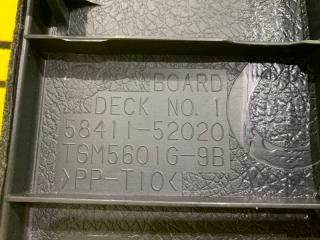 BOARD
DECK NO. 1
58411-52020
TSM5601G-9B
>PP-T10<